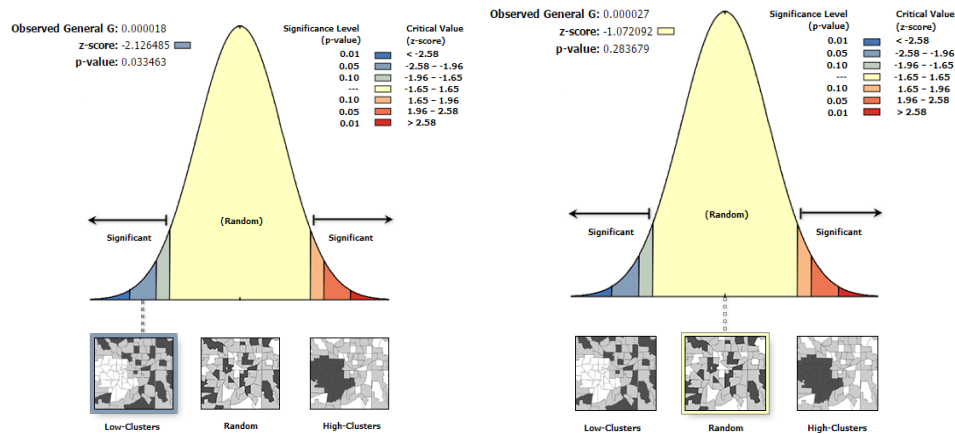 Observed General G: 0.000018
z-score: -2.126485
p-value: 0.033463
Significance Level
(p-value)
Critical Value
(z-score)
0.01 < -2.58
0.05 -2.58 – -1.96
0.10 -1.96 – -1.65
--- -1.65 – 1.65
0.10 1.65 – 1.96
0.05 1.96 – 2.58
0.01 > 2.58
(Random)
Significant
Significant
Low-Clusters
Random
High-Clusters
Observed General G: 0.000027
z-score: -1.072092
p-value: 0.283679
Significance Level
(p-value)
Critical Value
(z-score)
0.01 < -2.58
0.05 -2.58 – -1.96
0.10 -1.96 – -1.65
--- -1.65 – 1.65
0.10 1.65 – 1.96
0.05 1.96 – 2.58
0.01 > 2.58
(Random)
Significant
Significant
Low-Clusters
Random
High-Clusters